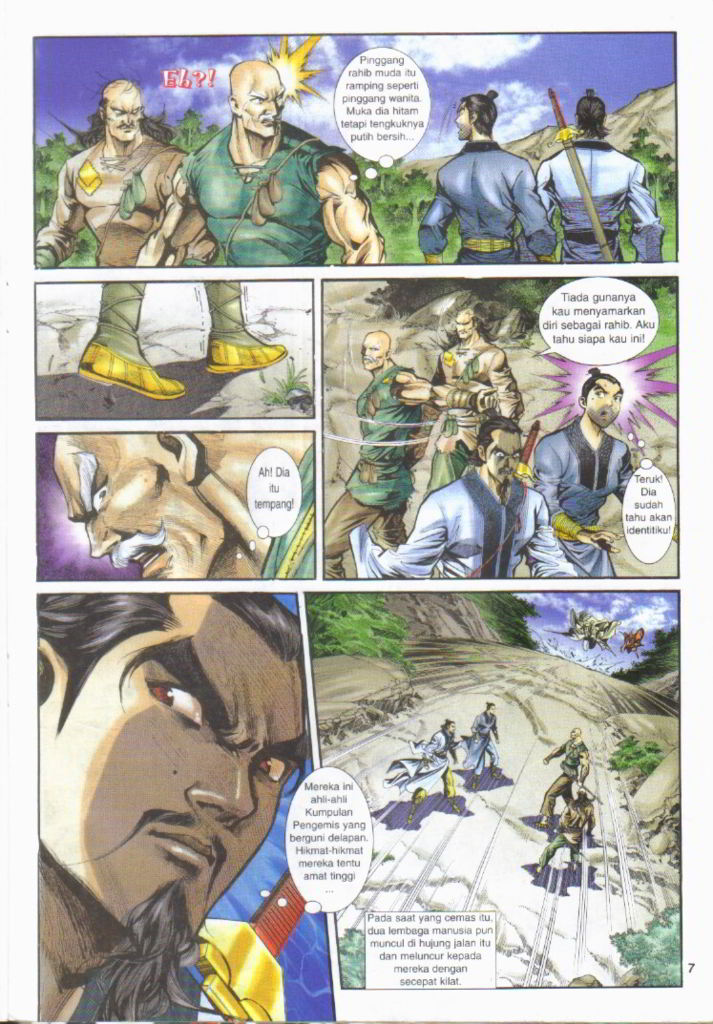 Eh?!
Pinggang
rahib muda itu
ramping seperti
pinggang wanita.
Muka dia hitam
tetapi tengkuknya
putih bersih...
Ah! Dia
itu
tempang!
Tiada gunanya
kau menyamarkan
diri sebagai rahib. Aku
tahu siapa kau ini!
Teruk!
Dia
sudah
tahu akan
identitiku!
Mereka ini
ahli-ahli
Kumpulan
Pengemis yang
berguni delapan.
Hikmat-hikmat
mereka tentu
amat tinggi
...
Pada saat yang cemas itu,
dua lembaga manusia pun
muncul di hujung jalan itu
dan meluncur kepada
mereka dengan
secepat kilat.
7